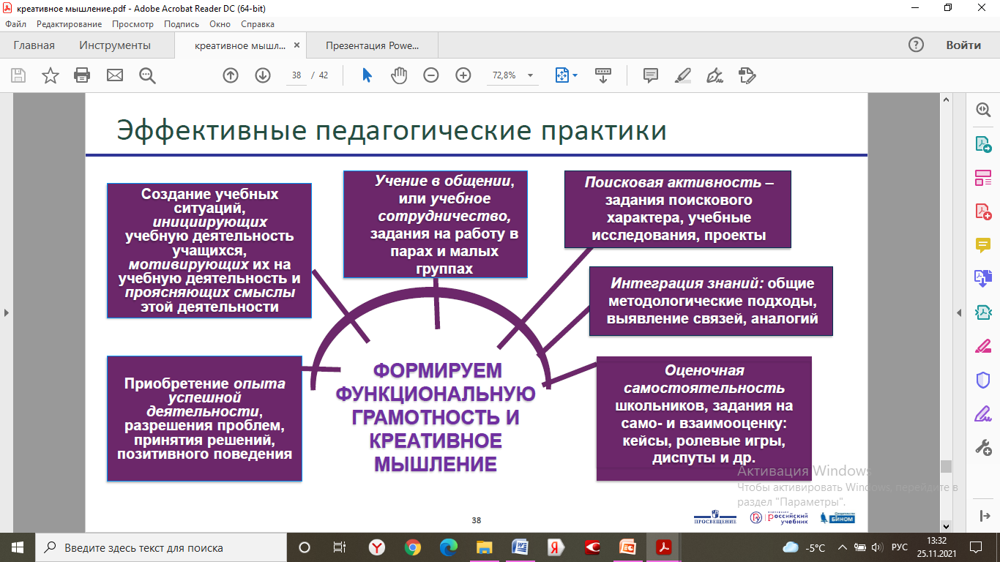 креативное мышление.pdf - Adobe Acrobat Reader DC (64-bit)
Файл Редактирование Просмотр Подпись Окно Справка
Главная Инструменты креативное мышл... × Презентация Powe... Войти
38 / 42 72,8%
Эффективные педагогические практики
Создание учебных
ситуаций,
инициирующих
учебную деятельность
учащихся,
мотивирующих их на
учебную деятельность и
проясняющих смыслы
этой деятельности
Учение в общении,
или учебное
сотрудничество,
задания на работу в
парах и малых
группах
Поисковая активность –
задания поискового
характера, учебные
исследования, проекты
Интеграция знаний: общие
методологические подходы,
выявление связей, аналогий
Приобретение опыта
успешной
деятельности,
разрешения проблем,
принятия решений,
позитивного поведения
ФОРМИРУЕМ
ФУНКЦИОНАЛЬНУЮ
ГРАМОТНОСТЬ И
КРЕАТИВНОЕ
МЫШЛЕНИЕ
Оценочная
самостоятельность
школьников, задания на
само- и взаимооценку:
кейсы, ролевые игры,
диспуты и др.
Активация Windows
Чтобы активировать Windows, перейдите в
раздел "Параметры".
38
ПРОСВЕЩЕНИЕ
российский
учебник
БИНОМ
Введите здесь текст для поиска
-5°C
РУС
13:32
25.11.2021